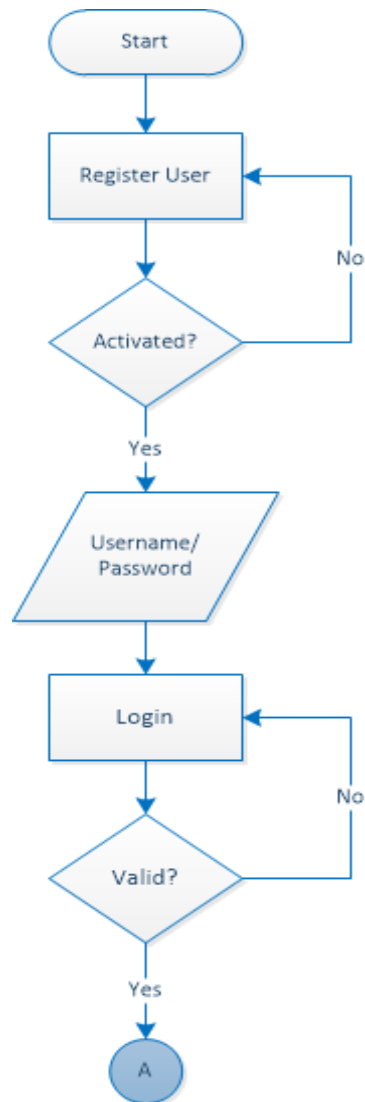 Start
Register User
No
Activated?
Yes
Username/
Password
Login
No
Valid?
Yes
A